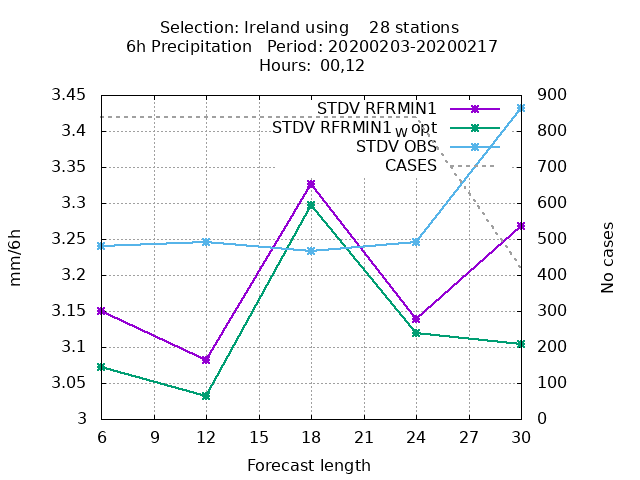 Selection: Ireland using 28 stations
6h Precipitation Period: 20200203-20200217
Hours: 00,12
STDV RFRMIN1
STDV RFRMIN1_w opt
STDV OBS
CASES
3.45
3.4
3.35
3.3
3.25
3.2
3.15
3.1
3.05
3
900
800
700
600
500
400
300
200
100
0
mm/6h
No cases
6 9 12 15 18 21 24 27 30
Forecast length